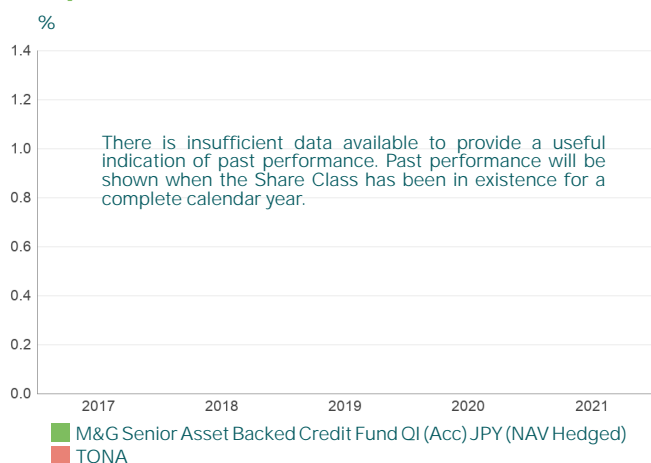 %
1.4
1.2
1.0
0.8
0.6
0.4
0.2
0.0
There is insufficient data available to provide a useful
indication of past performance. Past performance will be
shown when the Share Class has been in existence for a
complete calendar year.
2017 2018 2019 2020 2021
M&G Senior Asset Backed Credit Fund QI (Acc) JPY (NAV Hedged)
TONA